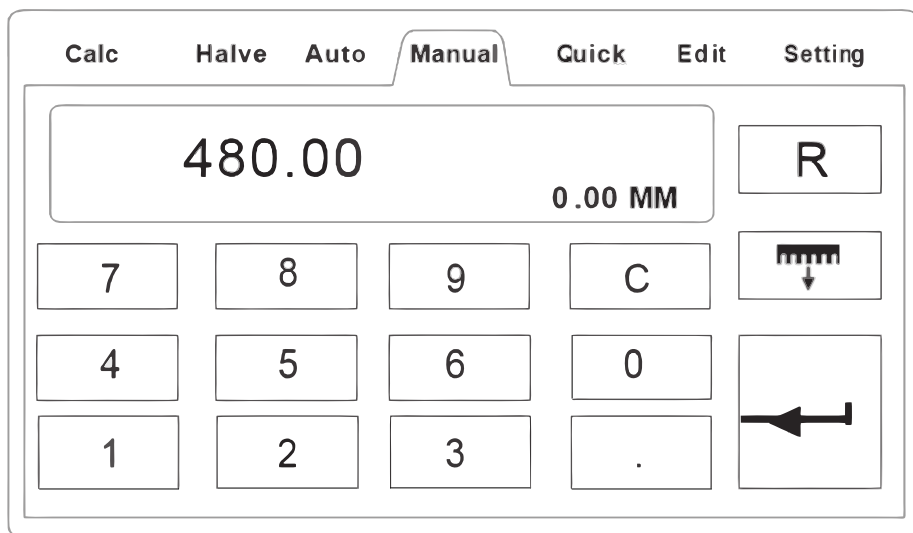 Calc Halve Auto Manual Quick Edit Setting
480.00
0.00 MM
R
7 8 9 C
4 5 6 0
1 2 3 .